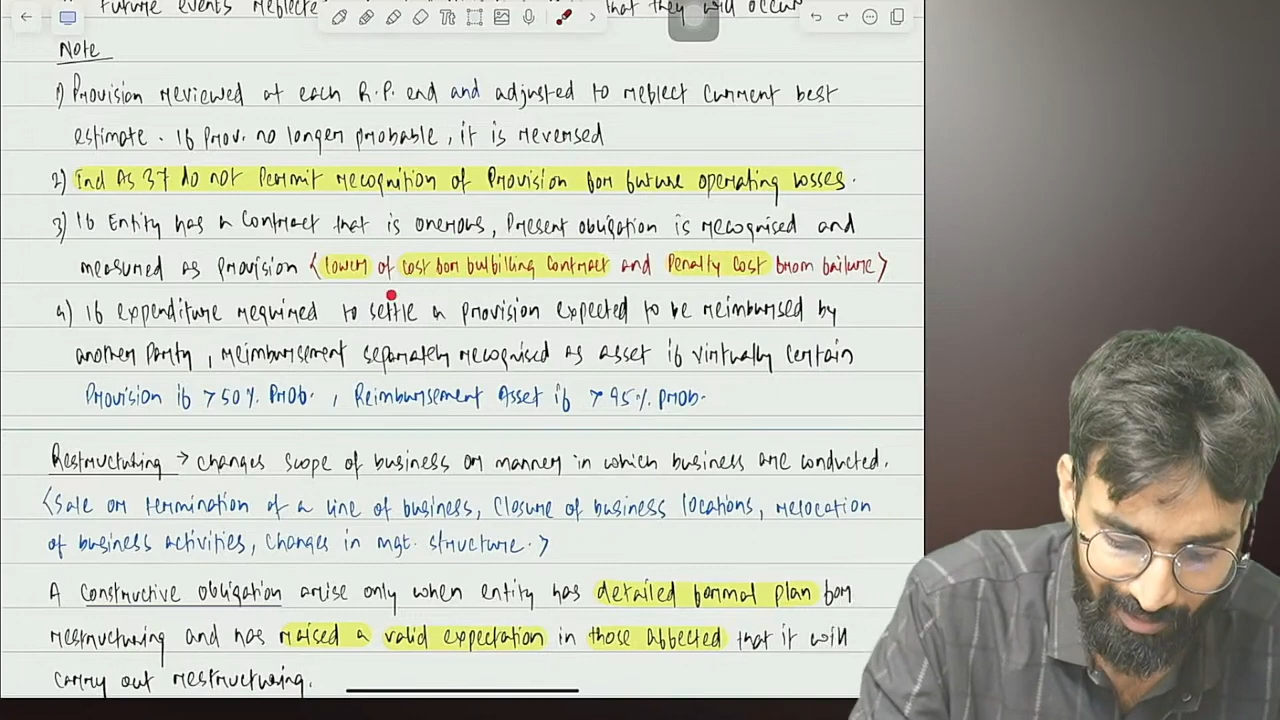 Future events reflecte that they will occur
Note
1) Provision reviewed at each R.P. end and adjusted to reflect current best
estimate. If Prov. no longer probable, it is reversed
2) Ind AS 37 do not Permit recognition of Provision for future operating losses.
3) If Entity has a contract that is onerous, Present obligation is recognised and
measured as provision <lower of cost for fulfilling contract and Penalty cost from failure>
4) If expenditure required to settle a provision expected to be reimbursed by
another Party, reimbursement separately recognised as asset if virtually certain
Provision if >50% Prob., Reimbursement Asset if >95% Prob.
Restructuring → changes scope of business or manner in which business are conducted.
<Sale or termination of a line of business, closure of business locations, relocation
of business activities, changes in mgt. structure.>
A constructive obligation arise only when entity has detailed formal plan for
restructuring and has raised a valid expectation in those affected that it will
carry out restructuring.